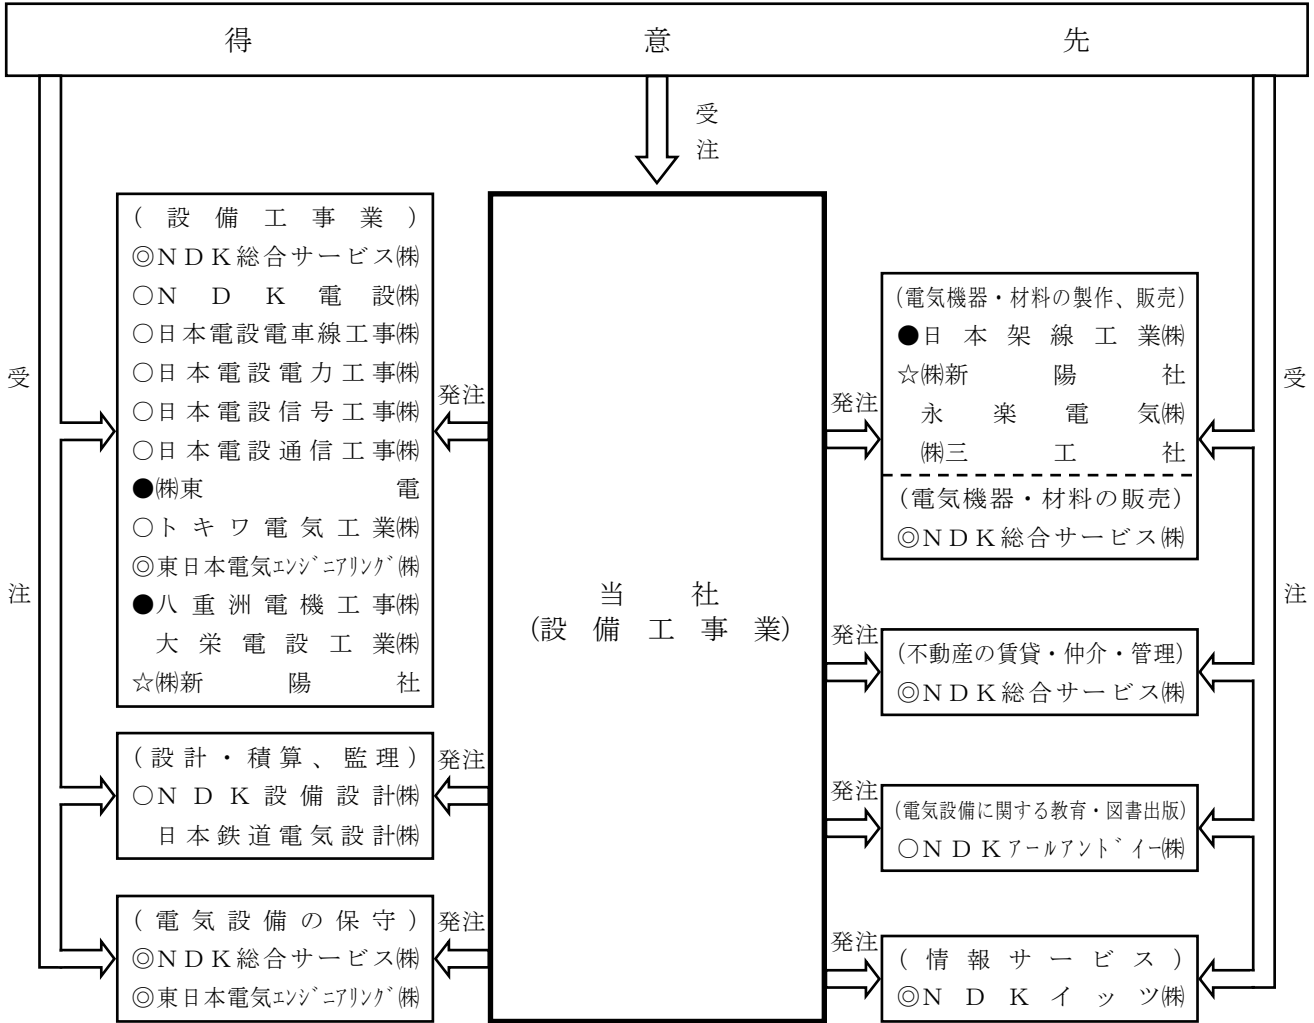 得意先
受注
(設備工事業)
◎NDK総合サービス㈱
○NDK電設㈱
○日本電設電車線工事㈱
○日本電設電力工事㈱
○日本電設信号工事㈱
○日本電設通信工事㈱
●㈱東電
○トキワ電気工業㈱
◎東日本電気ｴﾝｼﾞﾆｱﾘﾝｸﾞ㈱
●八重洲電機工事㈱
大栄電設工業㈱
☆㈱新陽社
(設計・積算、監理)
○NDK設備設計㈱
日本鉄道電気設計㈱
(電気設備の保守)
◎NDK総合サービス㈱
◎東日本電気ｴﾝｼﾞﾆｱﾘﾝｸﾞ㈱
受注
発注
発注
発注
当社
(設備工事業)
発注
発注
発注
発注
(電気機器・材料の製作、販売)
●日本架線工業㈱
☆㈱新陽社
永楽電気㈱
㈱三工社
(電気機器・材料の販売)
◎NDK総合サービス㈱
(不動産の賃貸・仲介・管理)
◎NDK総合サービス㈱
(電気設備に関する教育・図書出版)
○NDKｱｰﾙｱﾝﾄﾞｲｰ㈱
(情報サービス)
◎NDKイッツ㈱
受注